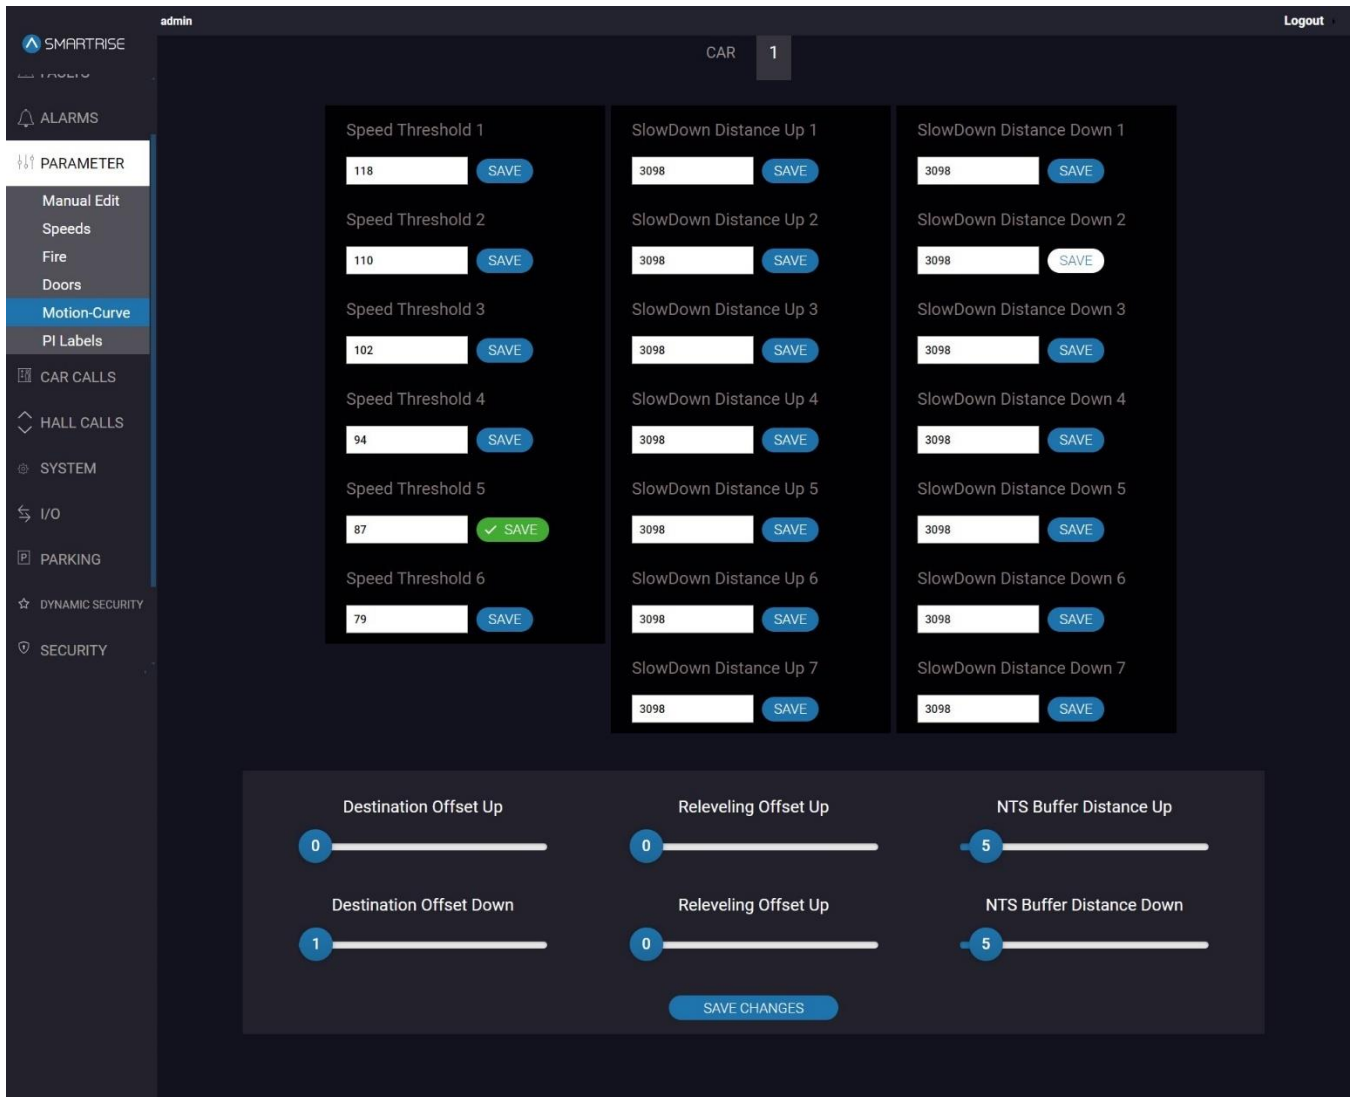 admin
Logout
SMARTRISE
CAR 1
FAULTS
ALARMS
PARAMETER
Manual Edit
Speeds
Fire
Doors
Motion-Curve
PI Labels
CAR CALLS
HALL CALLS
SYSTEM
I/O
P PARKING
DYNAMIC SECURITY
SECURITY
Speed Threshold 1
118 SAVE
Speed Threshold 2
110 SAVE
Speed Threshold 3
102 SAVE
Speed Threshold 4
94 SAVE
Speed Threshold 5
87 SAVE
Speed Threshold 6
79 SAVE
SlowDown Distance Up 1
3098 SAVE
SlowDown Distance Up 2
3098 SAVE
SlowDown Distance Up 3
3098 SAVE
SlowDown Distance Up 4
3098 SAVE
SlowDown Distance Up 5
3098 SAVE
SlowDown Distance Up 6
3098 SAVE
SlowDown Distance Up 7
3098 SAVE
SlowDown Distance Down 1
3098 SAVE
SlowDown Distance Down 2
3098 SAVE
SlowDown Distance Down 3
3098 SAVE
SlowDown Distance Down 4
3098 SAVE
SlowDown Distance Down 5
3098 SAVE
SlowDown Distance Down 6
3098 SAVE
SlowDown Distance Down 7
3098 SAVE
Destination Offset Up
0
Releveling Offset Up
0
NTS Buffer Distance Up
5
Destination Offset Down
1
Releveling Offset Up
0
NTS Buffer Distance Down
5
SAVE CHANGES